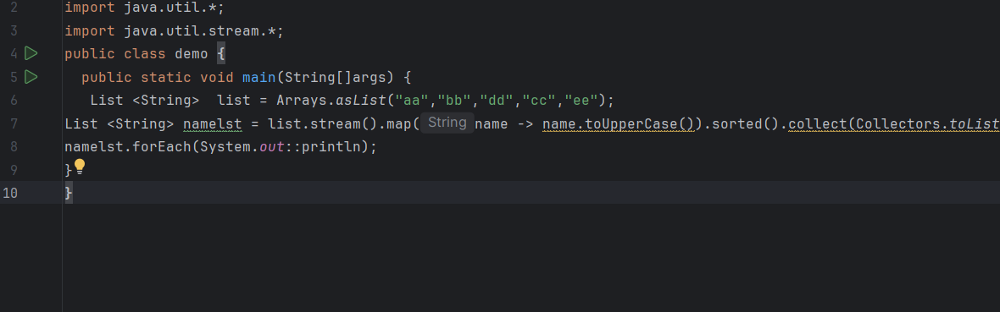 2 import java.util.*;
3 import java.util.stream.*;
4 public class demo {
5 public static void main(String[]args) {
6 List <String>  list = Arrays.asList("aa","bb","dd","cc","ee");
7 List <String> namelst = list.stream().map( String name -> name.toUpperCase()).sorted().collect(Collectors.toList
8 namelst.forEach(System.out::println);
9 }
10 }